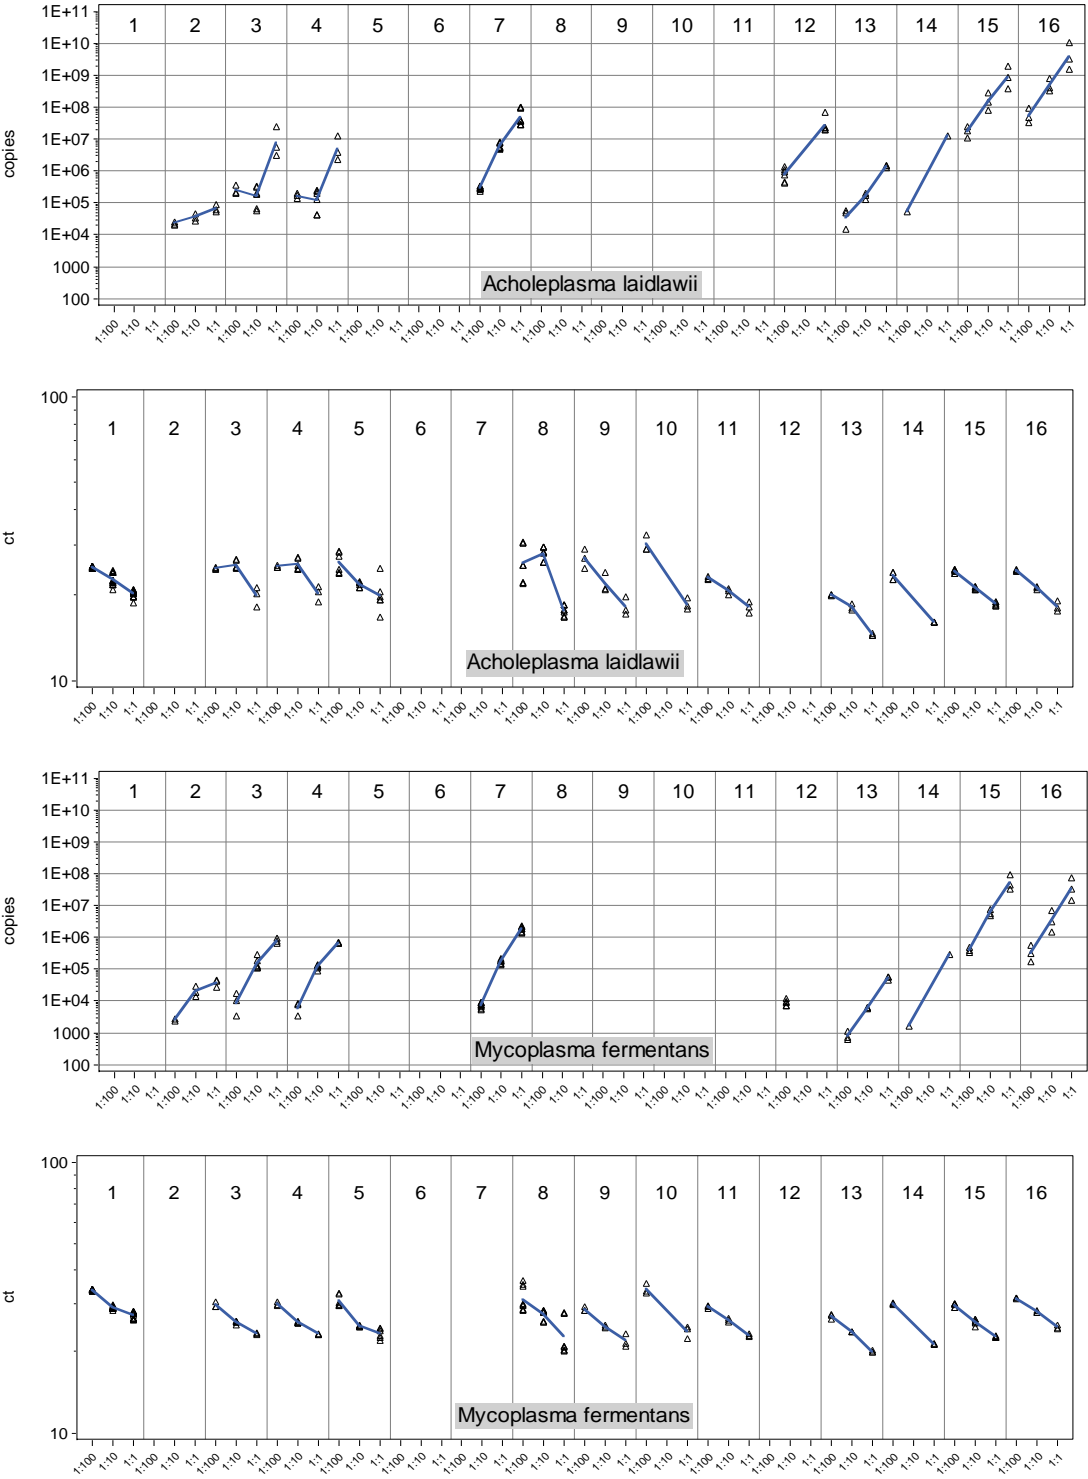 1 2 3 4 5 6 7 8 9 10 11 12 13 14 15 16
1E+11
1E+10
1E+09
1E+08
1E+07
1E+06
1E+05
1E+04
1000
100
copies
Acholeplasma laidlawii
1:100 1:10 1:1 1:100 1:10 1:1 1:100 1:10 1:1 1:100 1:10 1:1 1:100 1:10 1:1 1:100 1:10 1:1 1:100 1:10 1:1 1:100 1:10 1:1 1:100 1:10 1:1 1:100 1:10 1:1 1:100 1:10 1:1 1:100 1:10 1:1 1:100 1:10 1:1 1:100 1:10 1:1 1:100 1:10 1:1 1:100 1:10 1:1
100
1 2 3 4 5 6 7 8 9 10 11 12 13 14 15 16
ct
Acholeplasma laidlawii
10
1:100 1:10 1:1 1:100 1:10 1:1 1:100 1:10 1:1 1:100 1:10 1:1 1:100 1:10 1:1 1:100 1:10 1:1 1:100 1:10 1:1 1:100 1:10 1:1 1:100 1:10 1:1 1:100 1:10 1:1 1:100 1:10 1:1 1:100 1:10 1:1 1:100 1:10 1:1 1:100 1:10 1:1 1:100 1:10 1:1 1:100 1:10 1:1
1 2 3 4 5 6 7 8 9 10 11 12 13 14 15 16
1E+11
1E+10
1E+09
1E+08
1E+07
1E+06
1E+05
1E+04
1000
100
copies
Mycoplasma fermentans
1:100 1:10 1:1 1:100 1:10 1:1 1:100 1:10 1:1 1:100 1:10 1:1 1:100 1:10 1:1 1:100 1:10 1:1 1:100 1:10 1:1 1:100 1:10 1:1 1:100 1:10 1:1 1:100 1:10 1:1 1:100 1:10 1:1 1:100 1:10 1:1 1:100 1:10 1:1 1:100 1:10 1:1 1:100 1:10 1:1 1:100 1:10 1:1
100
1 2 3 4 5 6 7 8 9 10 11 12 13 14 15 16
ct
Mycoplasma fermentans
10
1:100 1:10 1:1 1:100 1:10 1:1 1:100 1:10 1:1 1:100 1:10 1:1 1:100 1:10 1:1 1:100 1:10 1:1 1:100 1:10 1:1 1:100 1:10 1:1 1:100 1:10 1:1 1:100 1:10 1:1 1:100 1:10 1:1 1:100 1:10 1:1 1:100 1:10 1:1 1:100 1:10 1:1 1:100 1:10 1:1 1:100 1:10 1:1